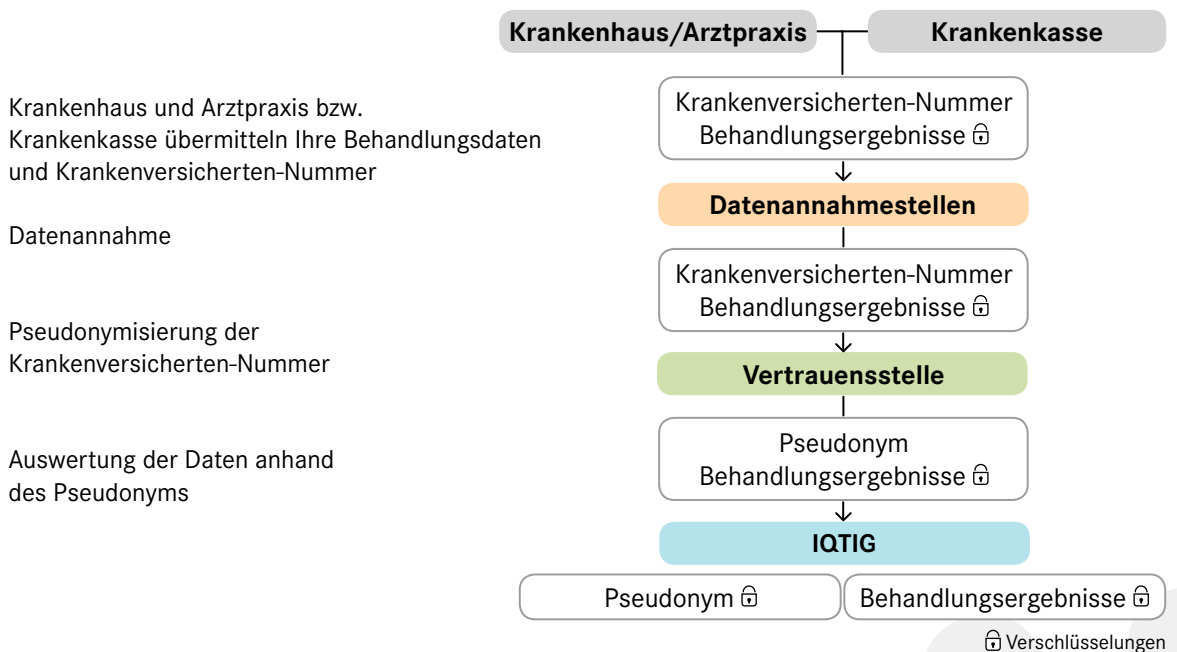 Krankenhaus/Arztpraxis
Krankenkasse
Krankenhaus und Arztpraxis bzw.
Krankenkasse übermitteln Ihre Behandlungsdaten
und Krankenversicherten-Nummer
Krankenversicherten-Nummer
Behandlungsergebnisse
Datenannahmestellen
Datenannahme
Krankenversicherten-Nummer
Behandlungsergebnisse
Pseudonymisierung der
Krankenversicherten-Nummer
Vertrauensstelle
Auswertung der Daten anhand
des Pseudonyms
Pseudonym
Behandlungsergebnisse
IQTIG
Pseudonym
Behandlungsergebnisse
Verschlüsselungen